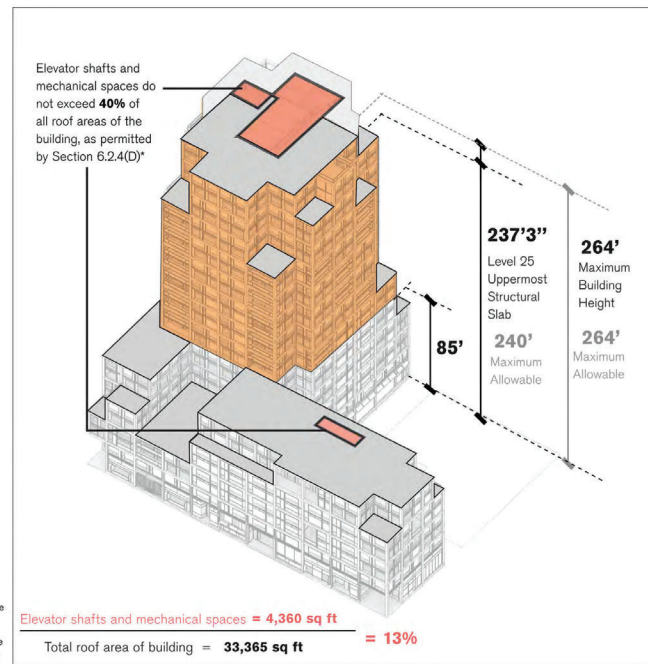 Elevator shafts and
mechanical spaces do
not exceed 40% of
all roof areas of the
building, as permitted
by Section 6.2.4(D)*
237'3"
Level 25
Uppermost
Structural
Slab
240'
Maximum
Allowable
264'
Maximum
Building
Height
264'
Maximum
Allowable
85'
Elevator shafts and mechanical spaces = 4,360 sq ft
Total roof area of building = 33,365 sq ft
= 13%